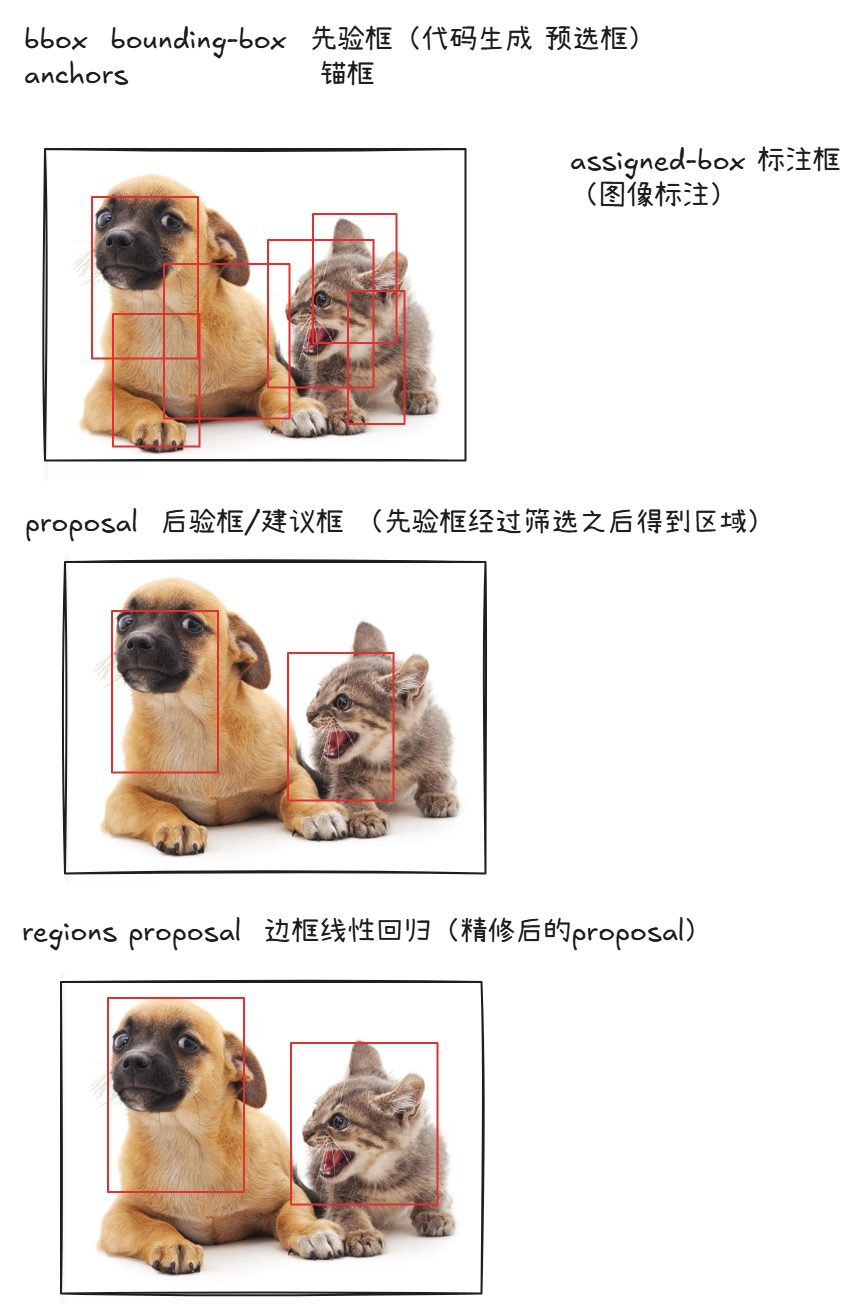 bbox bounding-box 先验框（代码生成 预选框）
anchors 锚框
assigned-box 标注框
（图像标注）
proposal 后验框/建议框 （先验框经过筛选之后得到区域）
regions proposal 边框线性回归（精修后的proposal）